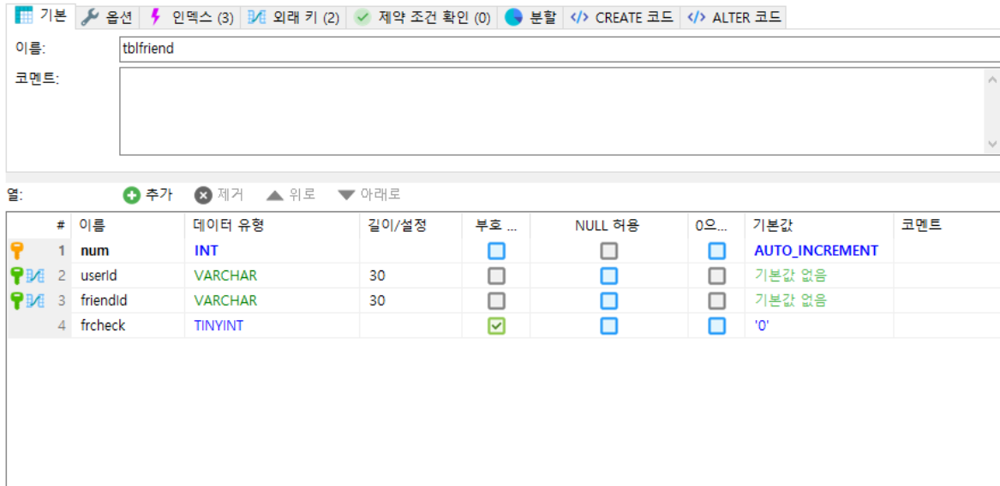 기본 옵션 인덱스 (3) 외래 키 (2) 제약 조건 확인 (0) 분할 </> CREATE 코드 </> ALTER 코드
이름: tblfriend
코멘트:
열: 추가 제거 위로 아래로
# 이름 데이터 유형 길이/설정 부호 ... NULL 허용 0으... 기본값 코멘트
1 num INT AUTO_INCREMENT
2 userId VARCHAR 30 기본값 없음
3 friendId VARCHAR 30 기본값 없음
4 frcheck TINYINT '0'